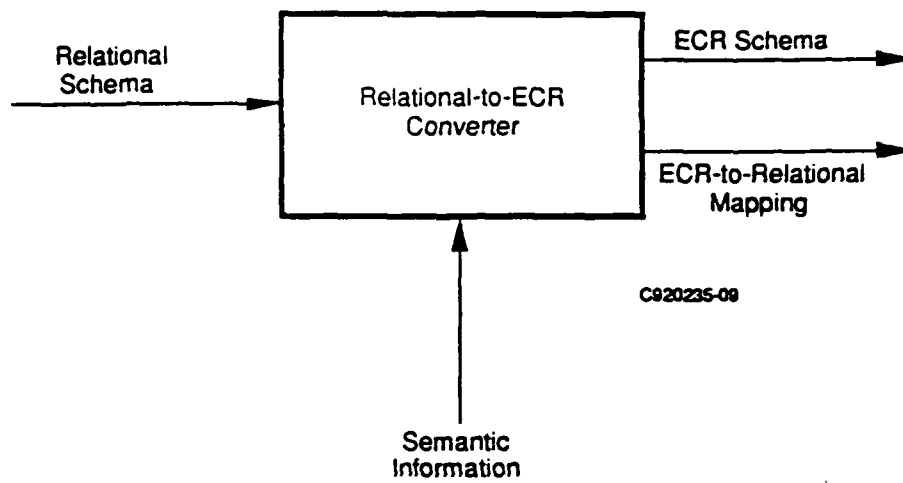 Relational
Schema
Relational-to-ECR
Converter
ECR Schema
ECR-to-Relational
Mapping
C920235-09
Semantic
Information